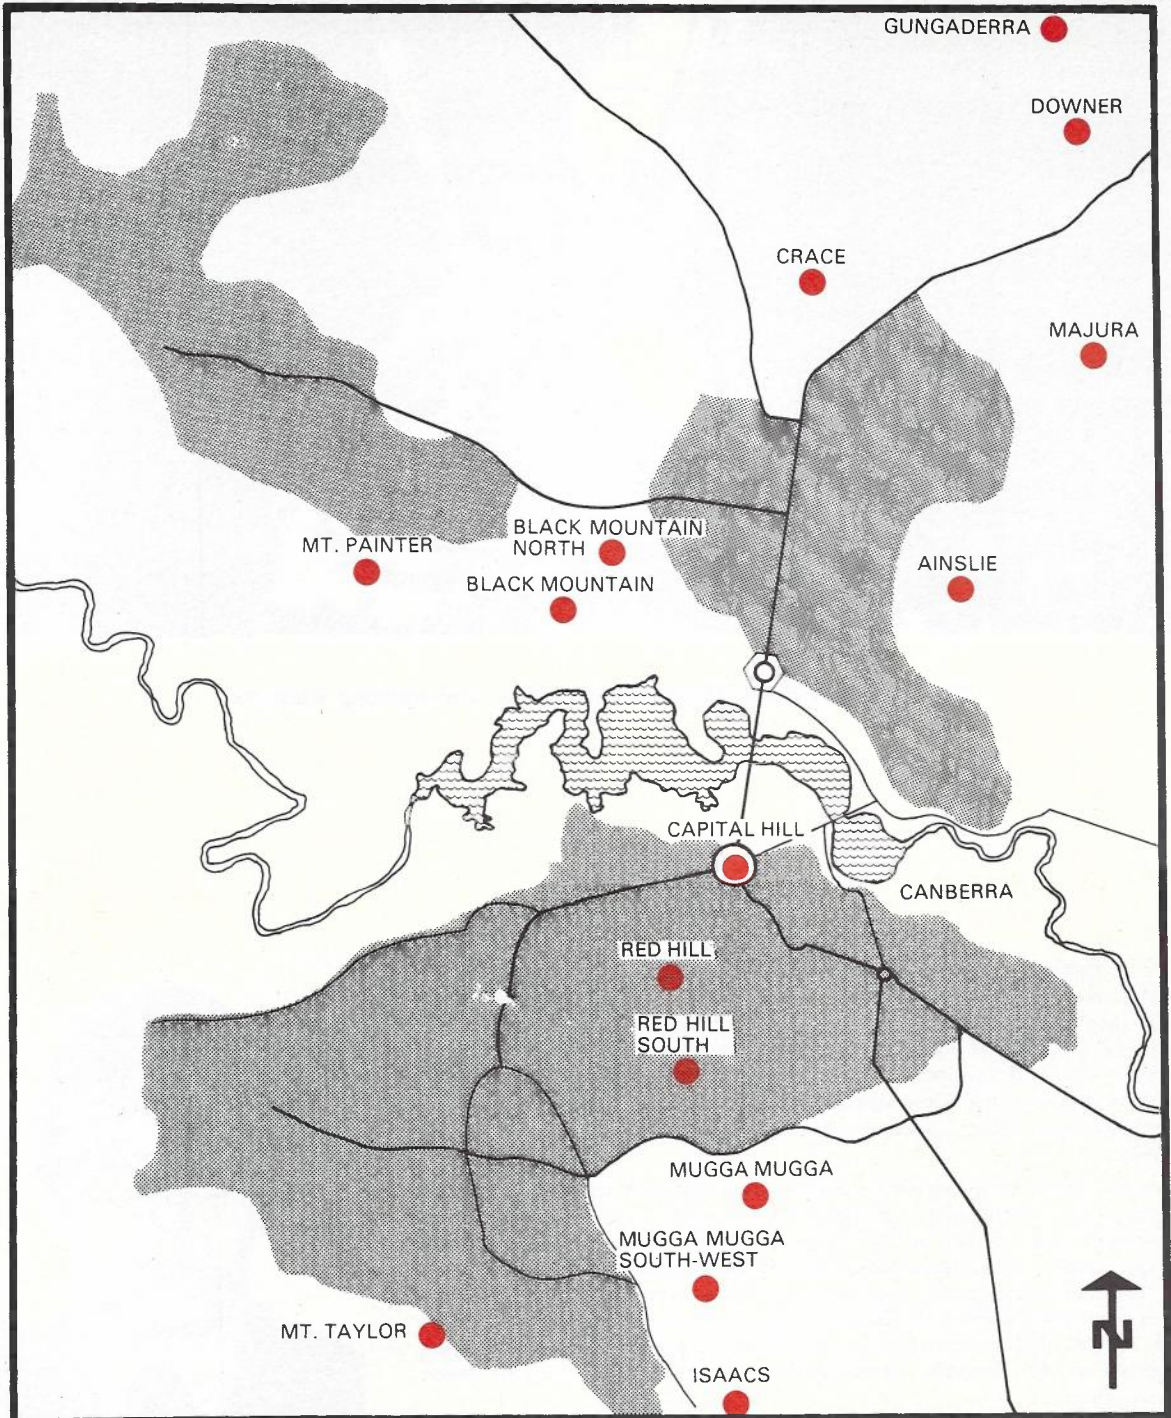 GUNGADERRA
DOWNER
CRACE
MAJURA
BLACK MOUNTAIN
NORTH
MT. PAINTER
BLACK MOUNTAIN
AINSLIE
CAPITAL HILL
CANBERRA
RED HILL
RED HILL
SOUTH
MUGGA MUGGA
MUGGA MUGGA
SOUTH-WEST
MT. TAYLOR
ISAACS
N